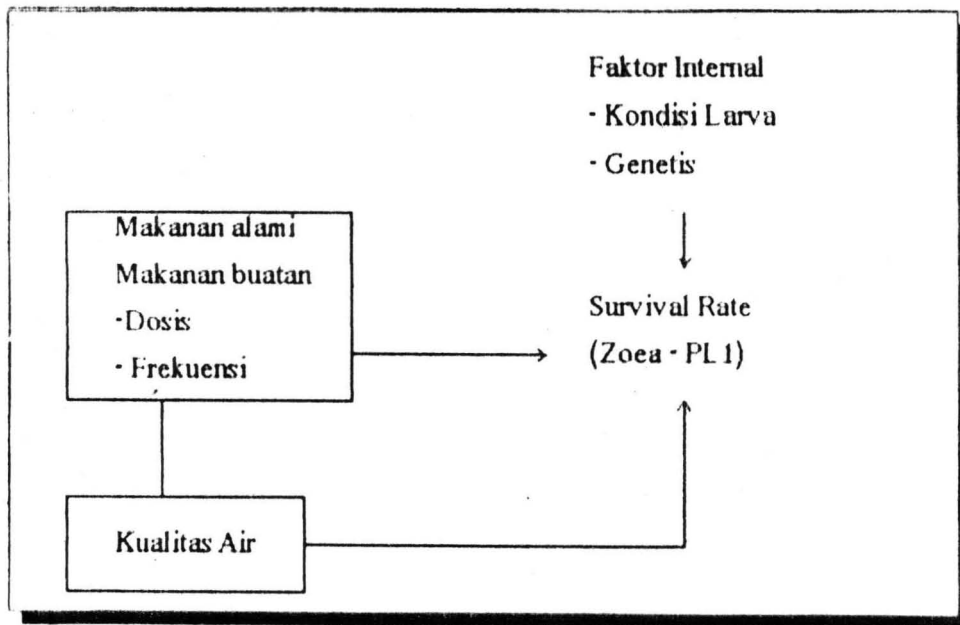 Faktor Internal
- Kondisi Larva
- Genetis
Makanan alami
Makanan buatan
-Dosis
- Frekuensi
Survival Rate
(Zoea - PL1)
Kualitas Air